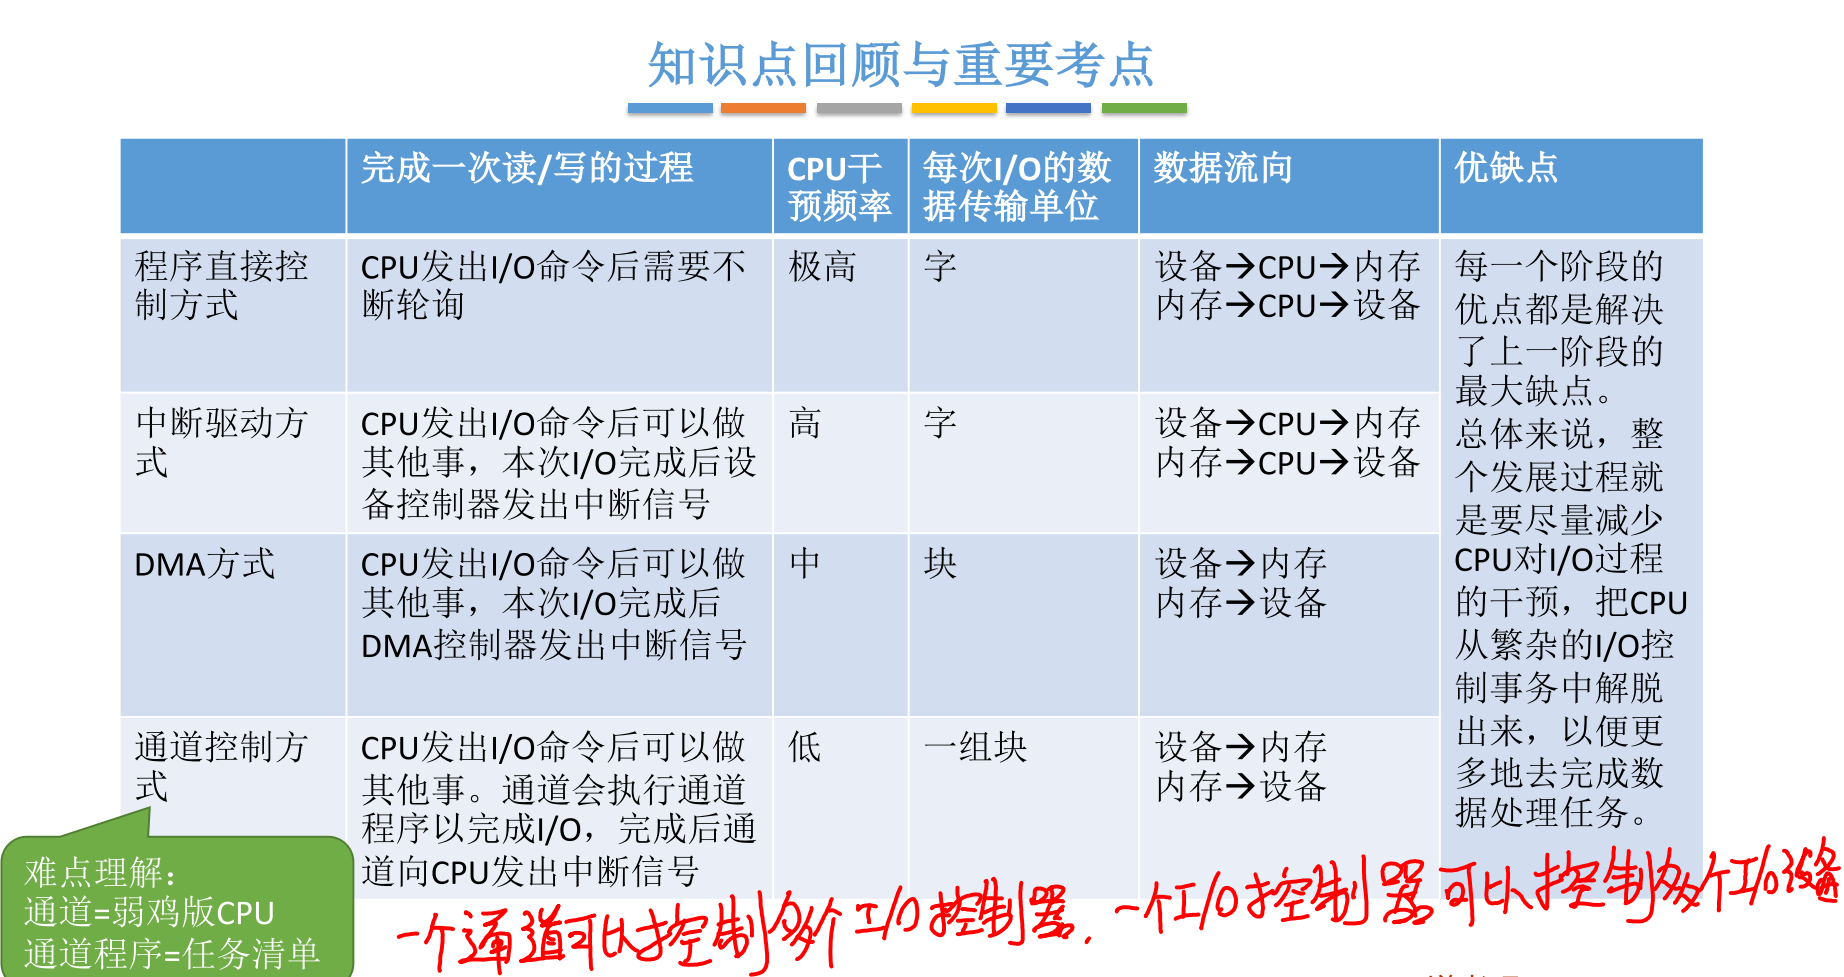 知识点回顾与重要考点
完成一次读/写的过程
CPU干
预频率
每次I/O的数
据传输单位
数据流向
优缺点
程序直接控
制方式
CPU发出I/O命令后需要不
断轮询
极高
字
设备→CPU→内存
内存→CPU→设备
每一个阶段的
优点都是解决
了上一阶段的
最大缺点。
总体来说，整
个发展过程就
是要尽量减少
CPU对I/O过程
的干预，把CPU
从繁杂的I/O控
制事务中解脱
出来，以便更
多地去完成数
据处理任务。
中断驱动方
式
CPU发出I/O命令后可以做
其他事，本次I/O完成后设
备控制器发出中断信号
高
字
设备→CPU→内存
内存→CPU→设备
DMA方式
CPU发出I/O命令后可以做
其他事，本次I/O完成后
DMA控制器发出中断信号
中
块
设备→内存
内存→设备
通道控制方
式
CPU发出I/O命令后可以做
其他事。通道会执行通道
程序以完成I/O，完成后通
道向CPU发出中断信号
低
一组块
设备→内存
内存→设备
难点理解：
通道=弱鸡版CPU
通道程序=任务清单
一个通道可以控制多个I/O控制器.一个I/O控制器可以控制多个I/O设备